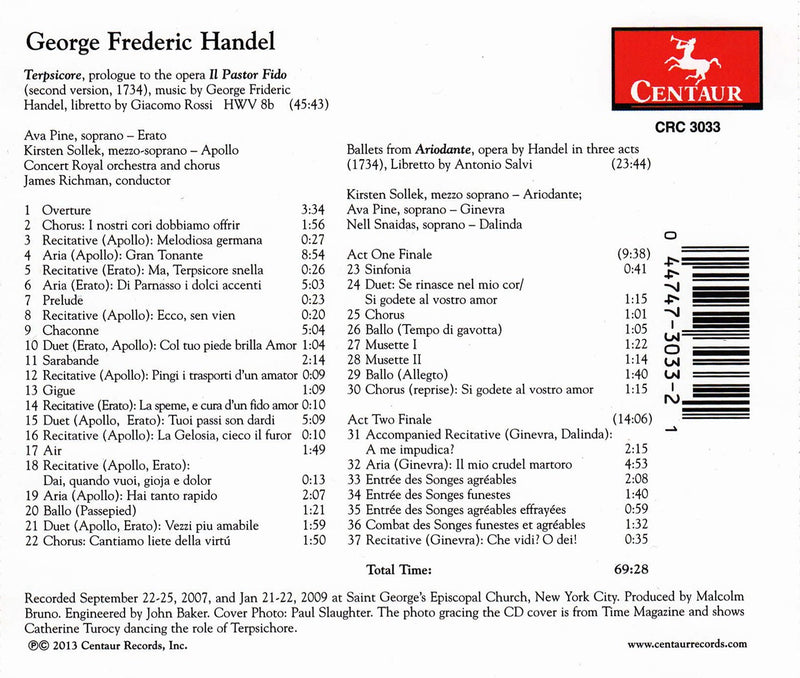 George Frederic Handel
Terpsicore, prologue to the opera Il Pastor Fido
(second version, 1734), music by George Frideric
Handel, libretto by Giacomo Rossi HWV 8b (45:43)
Ava Pine, soprano – Erato
Kirsten Sollek, mezzo-soprano – Apollo
Concert Royal orchestra and chorus
James Richman, conductor
1 Overture 3:34
2 Chorus: I nostri cori dobbiamo offrir 1:56
3 Recitative (Apollo): Melodiosa germana 0:27
4 Aria (Apollo): Gran Tonante 8:54
5 Recitative (Erato): Ma, Terpsicore snella 0:26
6 Aria (Erato): Di Parnasso i dolci accenti 5:03
7 Prelude 0:23
8 Recitative (Apollo): Ecco, sen vien 0:20
9 Chaconne 5:04
10 Duet (Erato, Apollo): Col tuo piede brilla Amor 1:04
11 Sarabande 2:14
12 Recitative (Apollo): Pingi i trasporti d'un amator 0:09
13 Gigue 1:09
14 Recitative (Erato): La speme, e cura d'un fido amor 0:10
15 Duet (Apollo, Erato): Tuoi passi son dardi 5:09
16 Recitative (Apollo): La Gelosia, cieco il furor 0:10
17 Air 1:49
18 Recitative (Apollo, Erato):
Dai, quando vuoi, gioja e dolor 0:13
19 Aria (Apollo): Hai tanto rapido 2:07
20 Ballo (Passepied) 1:21
21 Duet (Apollo, Erato): Vezzi piu amabile 1:59
22 Chorus: Cantiamo liete della virtú 1:50
CENTAUR
CRC 3033
Ballets from Ariodante, opera by Handel in three acts
(1734), Libretto by Antonio Salvi (23:44)
Kirsten Sollek, mezzo soprano – Ariodante;
Ava Pine, soprano – Ginevra
Nell Snaidas, soprano – Dalinda
Act One Finale (9:38)
23 Sinfonia 0:41
24 Duet: Se rinasce nel mio cor/
Si godete al vostro amor 1:15
25 Chorus 1:01
26 Ballo (Tempo di gavotta) 1:05
27 Musette I 1:22
28 Musette II 1:14
29 Ballo (Allegto) 1:40
30 Chorus (reprise): Si godete al vostro amor 1:15
Act Two Finale (14:06)
31 Accompanied Recitative (Ginevra, Dalinda):
A me impudica? 2:15
32 Aria (Ginevra): Il mio crudel martoro 4:53
33 Entrée des Songes agréables 2:08
34 Entrée des Songes funestes 1:40
35 Entrée des Songes agréables effrayées 0:59
36 Combat des Songes funestes et agréables 1:32
37 Recitative (Ginevra): Che vidi? O dei! 0:35
Total Time: 69:28
0 44747-3033-2 1
Recorded September 22-25, 2007, and Jan 21-22, 2009 at Saint George's Episcopal Church, New York City. Produced by Malcolm
Bruno. Engineered by John Baker. Cover Photo: Paul Slaughter. The photo gracing the CD cover is from Time Magazine and shows
Catherine Turocy dancing the role of Terpsichore.
℗© 2013 Centaur Records, Inc.
www.centaurrecords.com